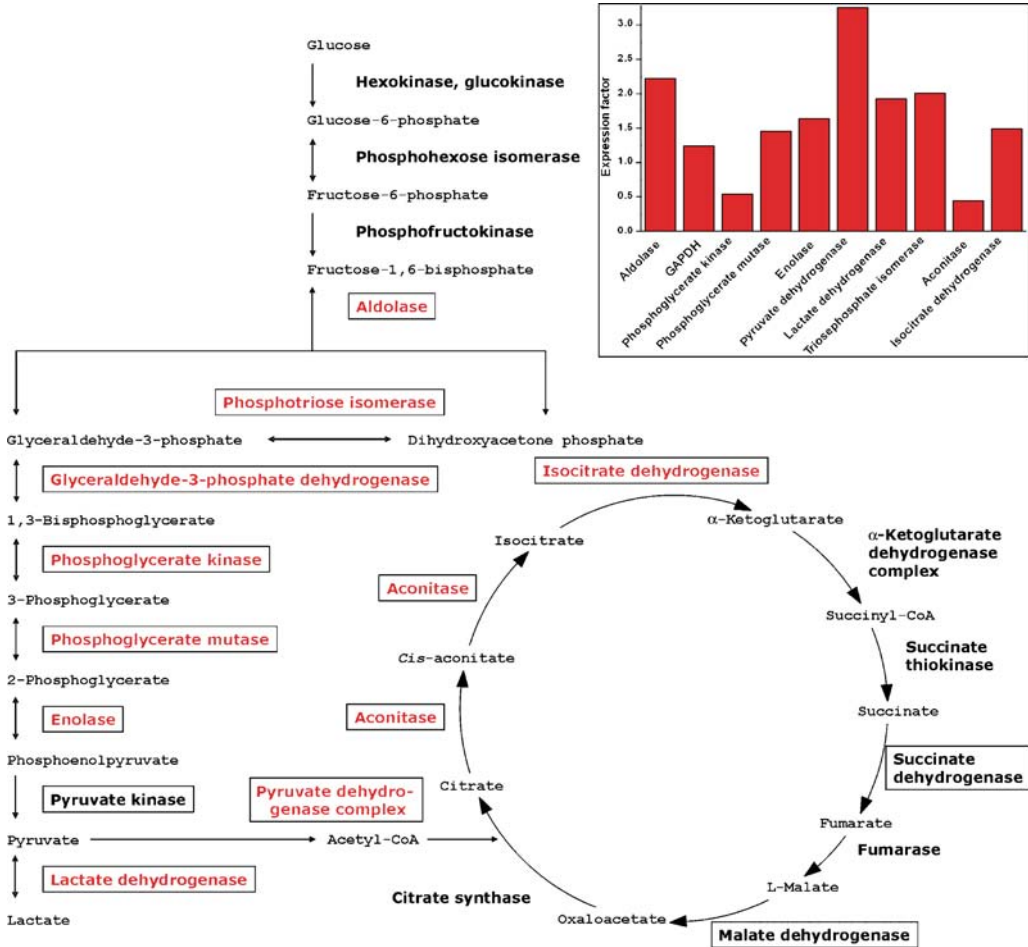 Glucose
Hexokinase, glucokinase
Glucose-6-phosphate
Phosphohexose isomerase
Fructose-6-phosphate
Phosphofructokinase
Fructose-1,6-bisphosphate
Aldolase
Expression factor
3.0
2.5
2.0
1.5
1.0
0.5
0.0
Aldolase
GAPDH
Phosphoglycerate kinase
Phosphoglycerate mutase
Enolase
Pyruvate dehydrogenase
Lactate dehydrogenase
Triosephosphate isomerase
Aconitase
Isocitrate dehydrogenase
Phosphotriose isomerase
Glyceraldehyde-3-phosphate
Dihydroxyacetone phosphate
Glyceraldehyde-3-phosphate dehydrogenase
1,3-Bisphosphoglycerate
Phosphoglycerate kinase
3-Phosphoglycerate
Phosphoglycerate mutase
2-Phosphoglycerate
Enolase
Phosphoenolpyruvate
Pyruvate kinase
Pyruvate
Lactate dehydrogenase
Lactate
Pyruvate dehydro-
genase complex
Acetyl-CoA
Isocitrate dehydrogenase
α-Ketoglutarate
α-Ketoglutarate
dehydrogenase
complex
Succinyl-CoA
Succinate
thiokinase
Succinate
Succinate
dehydrogenase
Fumarate
Fumarase
L-Malate
Malate dehydrogenase
Oxaloacetate
Citrate synthase
Citrate
Aconitase
Cis-aconitate
Aconitase
Isocitrate